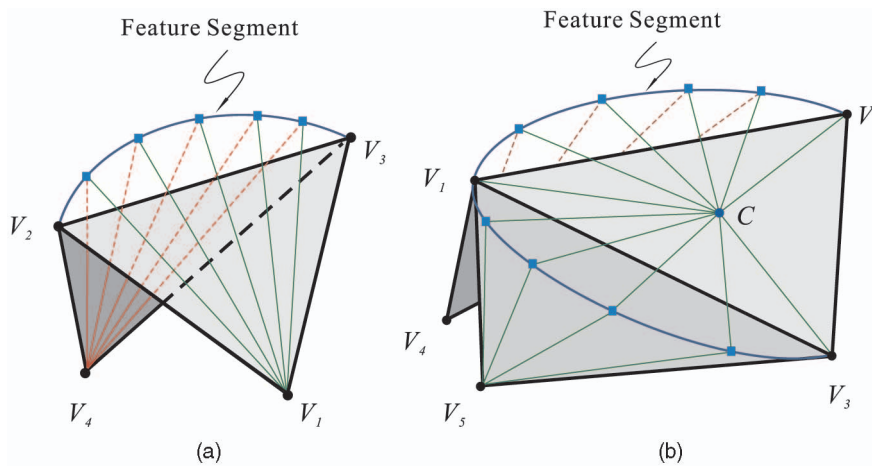 Feature Segment
V3
V2
V4
V1
(a)
Feature Segment
V
V1
C
V4
V5
V3
(b)